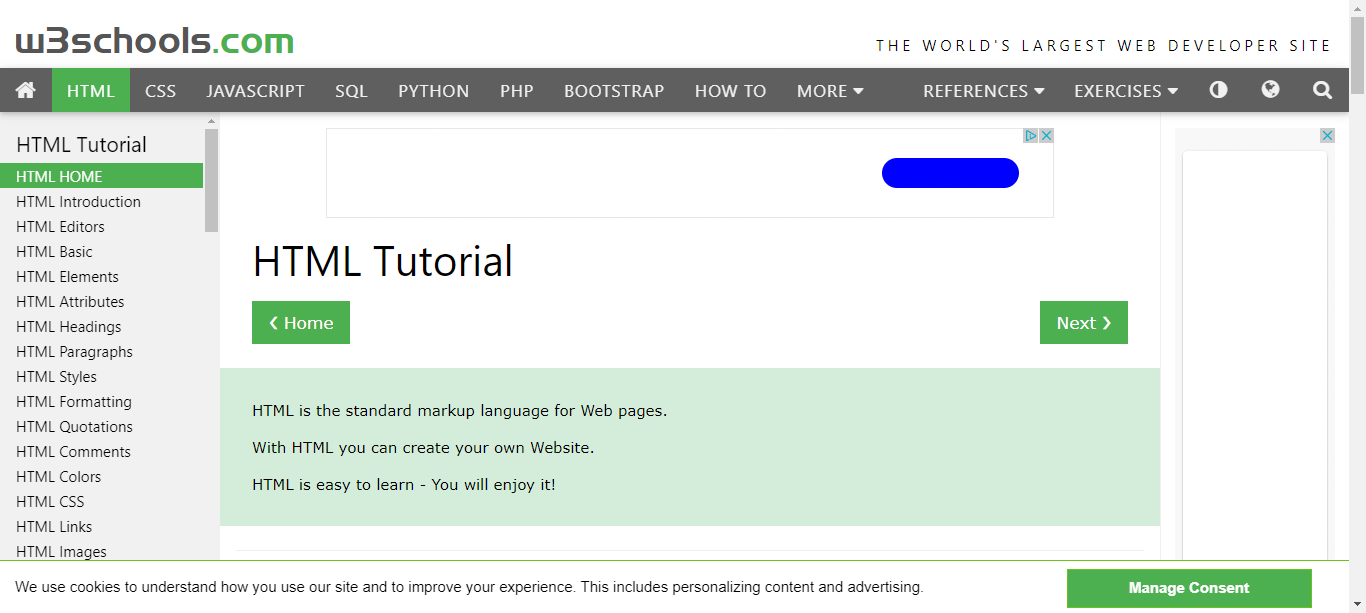 w3schools.com
THE WORLD'S LARGEST WEB DEVELOPER SITE
HTML CSS JAVASCRIPT SQL PYTHON PHP BOOTSTRAP HOW TO MORE REFERENCES EXERCISES
HTML Tutorial
HTML HOME
HTML Introduction
HTML Editors
HTML Basic
HTML Elements
HTML Attributes
HTML Headings
HTML Paragraphs
HTML Styles
HTML Formatting
HTML Quotations
HTML Comments
HTML Colors
HTML CSS
HTML Links
HTML Images
HTML Tutorial
❮ Home
Next ❯
HTML is the standard markup language for Web pages.
With HTML you can create your own Website.
HTML is easy to learn - You will enjoy it!
We use cookies to understand how you use our site and to improve your experience. This includes personalizing content and advertising.
Manage Consent